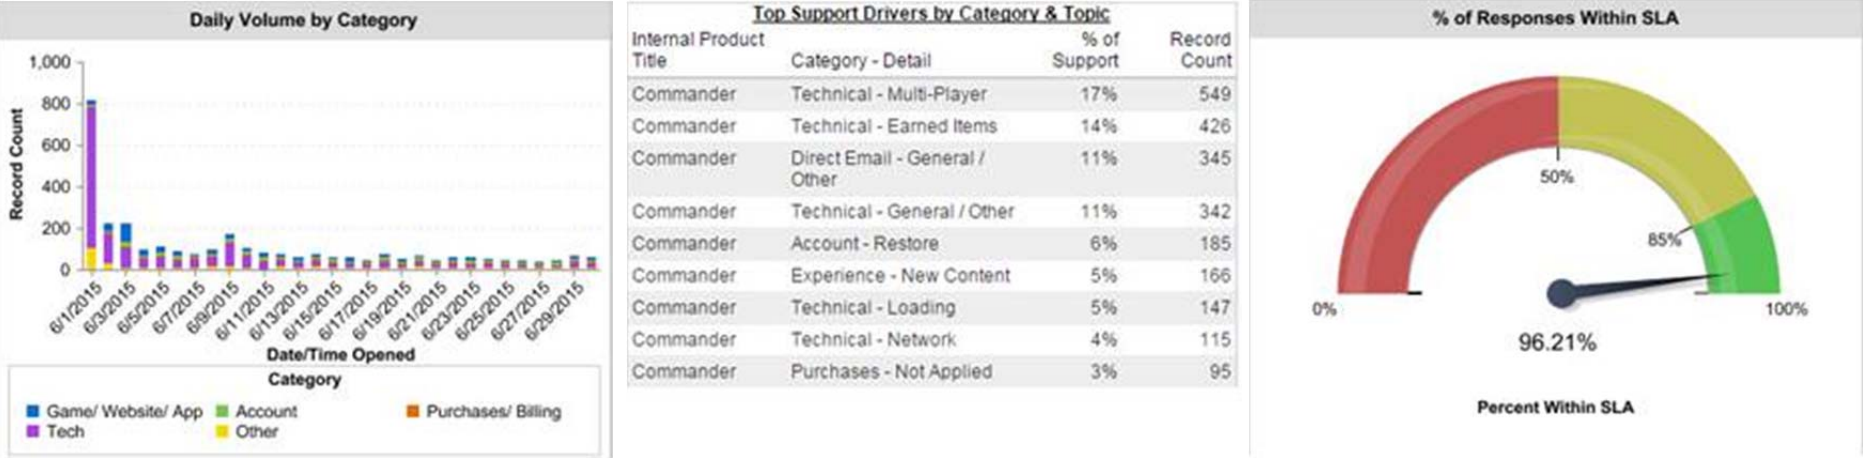 Daily Volume by Category
1,000
800
600
400
200
0
Record Count
6/1/2015
6/3/2015
6/5/2015
6/7/2015
6/9/2015
6/11/2015
6/13/2015
6/15/2015
6/17/2015
6/19/2015
6/21/2015
6/23/2015
6/25/2015
6/27/2015
6/29/2015
Date/Time Opened
Category
Game/ Website/ App Account Purchases/ Billing
Tech Other
Top Support Drivers by Category & Topic
Internal Product % of Record
Title Category - Detail Support Count
Commander Technical - Multi-Player 17% 549
Commander Technical - Earned Items 14% 426
Commander Direct Email - General / 11% 345
Other
Commander Technical - General / Other 11% 342
Commander Account - Restore 6% 185
Commander Experience - New Content 5% 166
Commander Technical - Loading 5% 147
Commander Technical - Network 4% 115
Commander Purchases - Not Applied 3% 95
% of Responses Within SLA
50%
85%
0% 100%
96.21%
Percent Within SLA